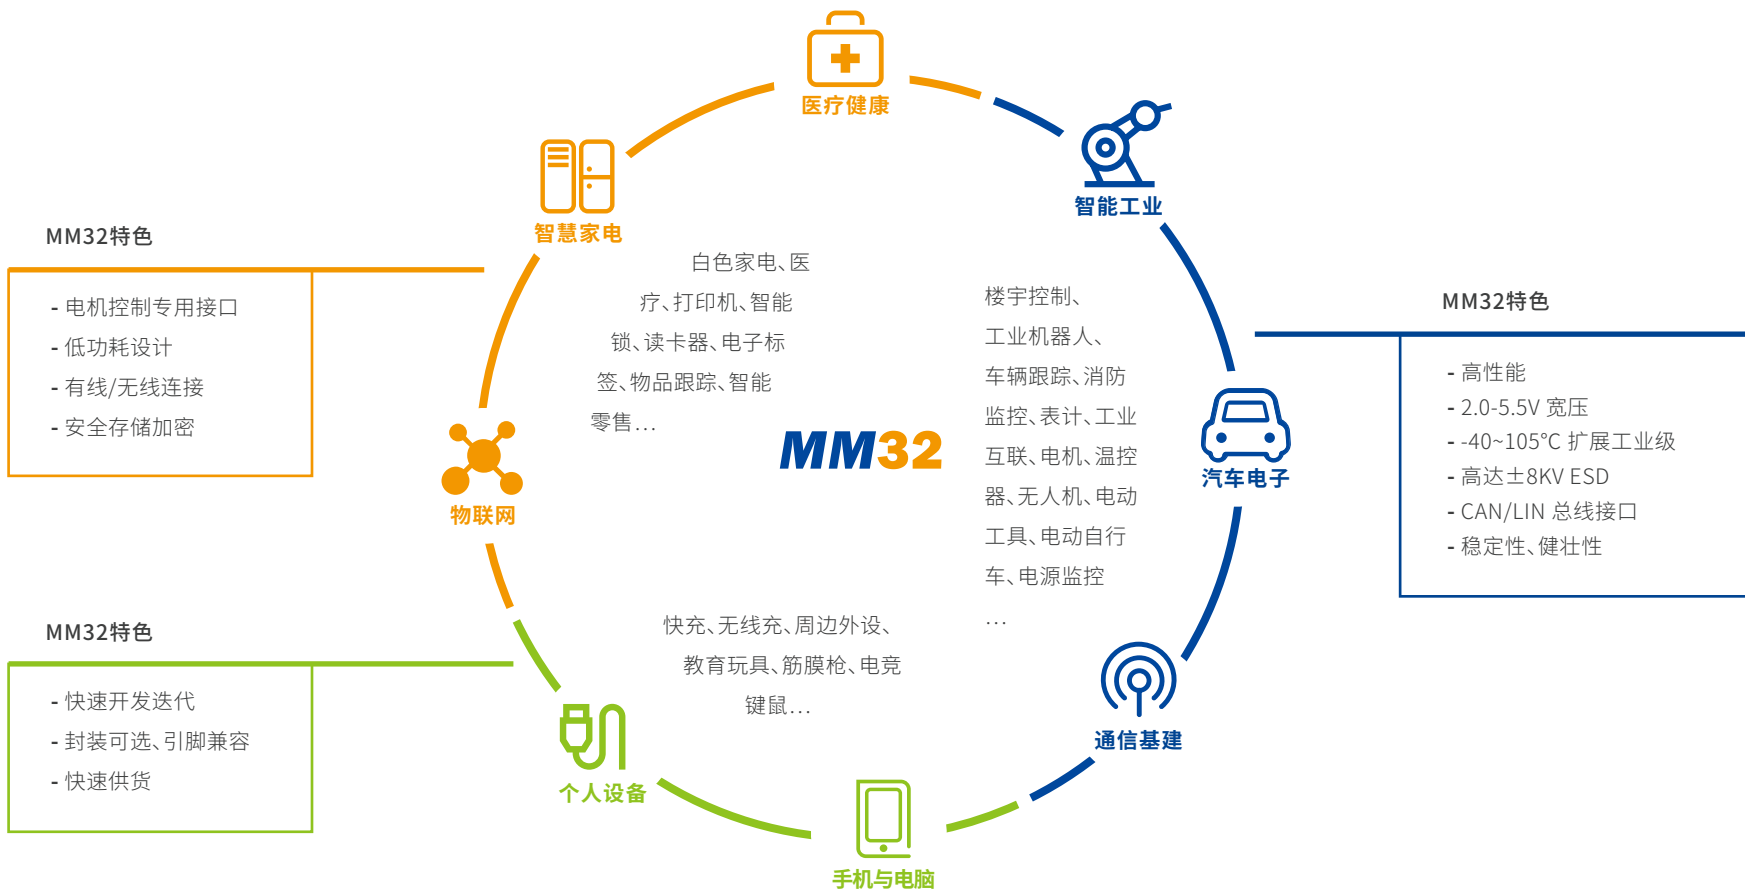 医疗健康
智能工业
智慧家电
MM32特色
- 电机控制专用接口
- 低功耗设计
- 有线/无线连接
- 安全存储加密
白色家电、医
疗、打印机、智能
锁、读卡器、电子标
签、物品跟踪、智能
零售…
楼宇控制、
工业机器人、
车辆跟踪、消防
监控、表计、工业
互联、电机、温控
器、无人机、电动
工具、电动自行
车、电源监控
…
MM32特色
- 高性能
- 2.0-5.5V 宽压
- -40~105°C 扩展工业级
- 高达±8KV ESD
- CAN/LIN 总线接口
- 稳定性、健壮性
MM32
汽车电子
物联网
MM32特色
- 快速开发迭代
- 封装可选、引脚兼容
- 快速供货
快充、无线充、周边外设、
教育玩具、筋膜枪、电竞
键鼠…
通信基建
个人设备
手机与电脑